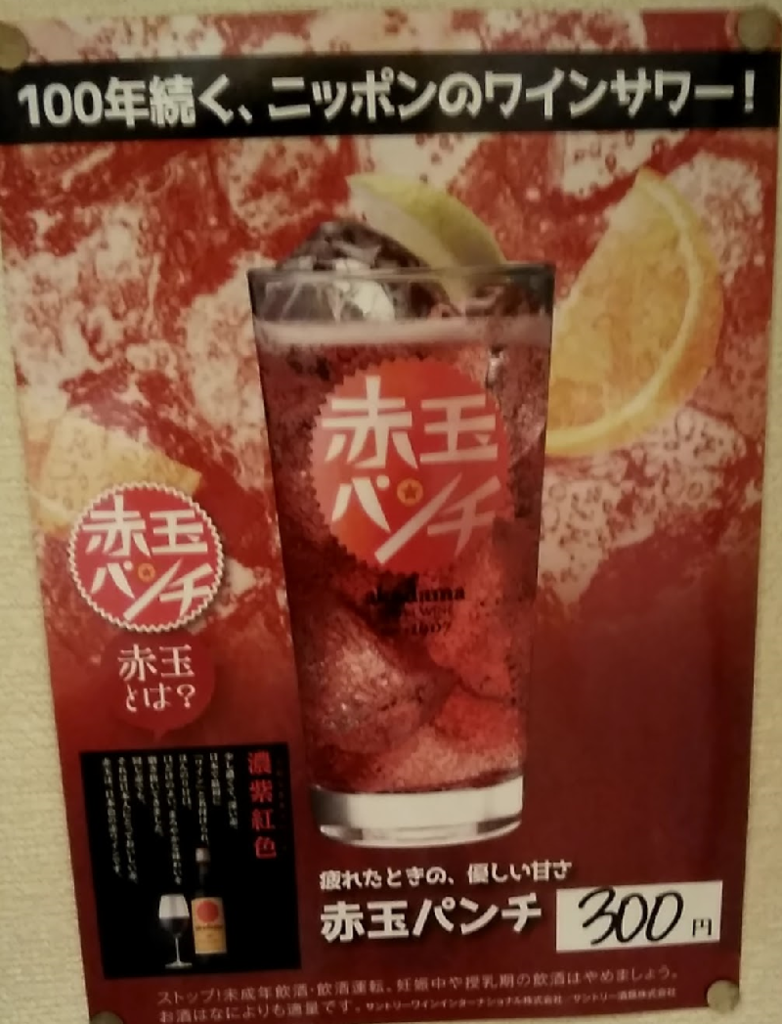 100年続く、ニッポンのワインサワー!
赤玉
パンチ
akadama
1907
赤玉
パンチ
赤玉
とは?
濃紫紅色
疲れたときの、優しい甘さ
赤玉パンチ
300円
ストップ!未成年飲酒・飲酒運転。妊娠中や授乳期の飲酒はやめましょう。
お酒はなによりも適量です。サントリーワインインターナショナル株式会社/サントリー酒類株式会社